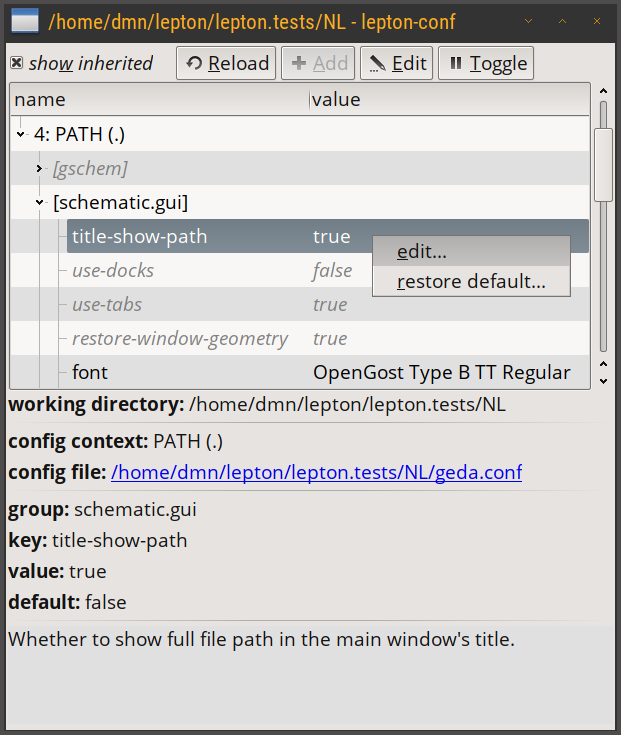 /home/dmn/lepton/lepton.tests/NL - lepton-conf
show inherited Reload Add Edit Toggle
name value
4: PATH (.)
[gschem]
[schematic.gui]
title-show-path true
edit...
use-docks false
restore default...
use-tabs true
restore-window-geometry true
font OpenGost Type B TT Regular
working directory: /home/dmn/lepton/lepton.tests/NL
config context: PATH (.)
config file: /home/dmn/lepton/lepton.tests/NL/geda.conf
group: schematic.gui
key: title-show-path
value: true
default: false
Whether to show full file path in the main window's title.